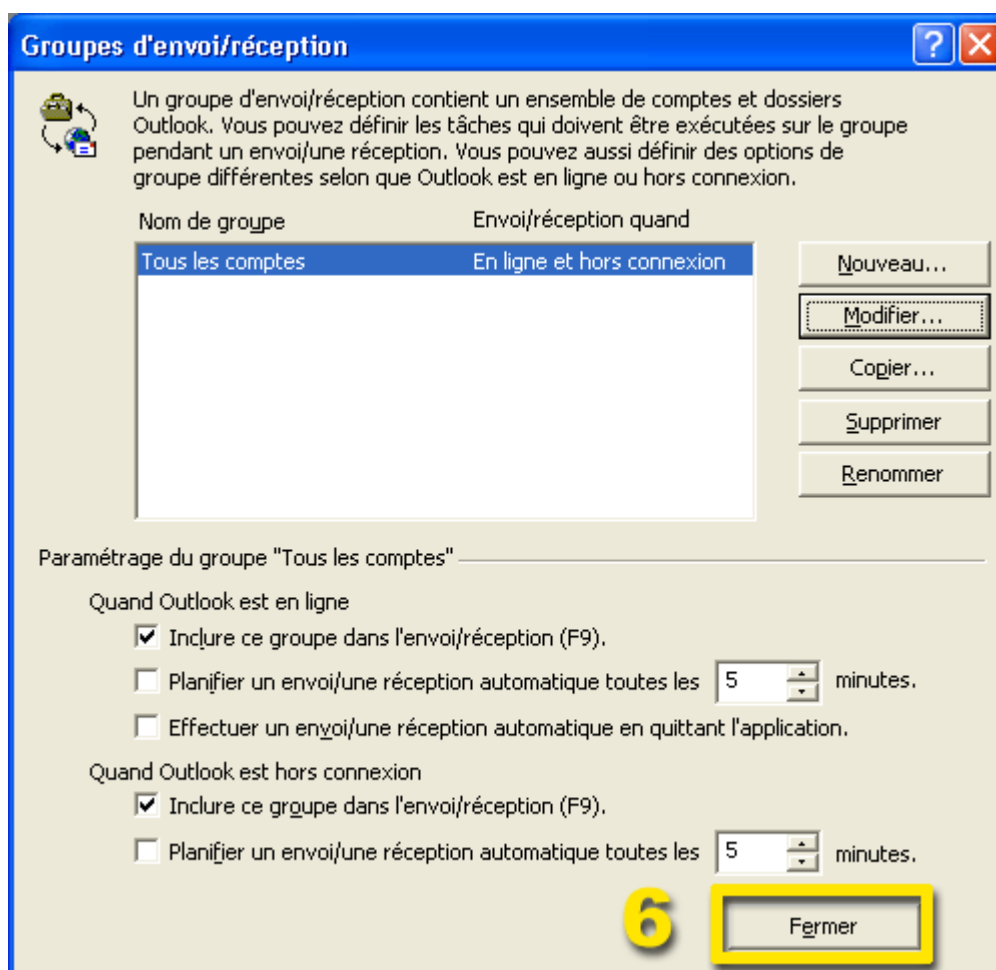 Groupes d'envoi/réception
Un groupe d'envoi/réception contient un ensemble de comptes et dossiers
Outlook. Vous pouvez définir les tâches qui doivent être exécutées sur le groupe
pendant un envoi/une réception. Vous pouvez aussi définir des options de
groupe différentes selon que Outlook est en ligne ou hors connexion.
Nom de groupe Envoi/réception quand
Tous les comptes En ligne et hors connexion
Nouveau...
Modifier...
Copier...
Supprimer
Renommer
Paramétrage du groupe "Tous les comptes"
Quand Outlook est en ligne
Inclure ce groupe dans l'envoi/réception (F9).
Planifier un envoi/une réception automatique toutes les 5 minutes.
Effectuer un envoi/une réception automatique en quittant l'application.
Quand Outlook est hors connexion
Inclure ce groupe dans l'envoi/réception (F9).
Planifier un envoi/une réception automatique toutes les 5 minutes.
6 Fermer